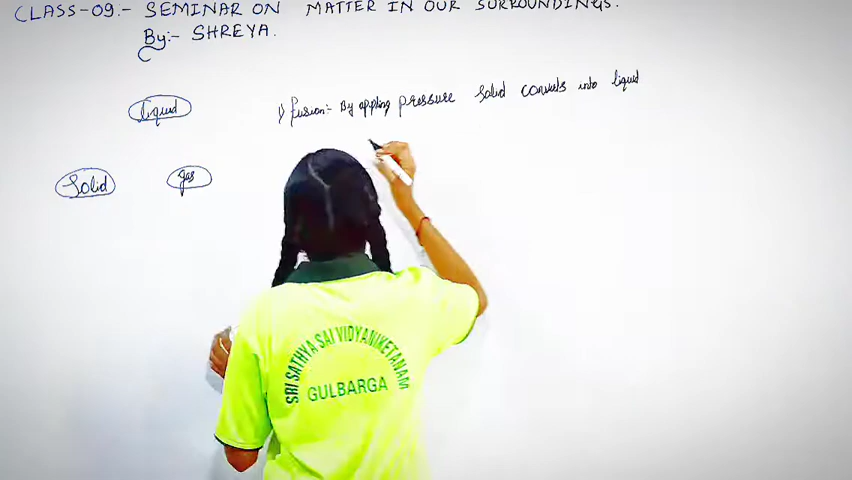 CLASS-09:- SEMINAR ON MATTER IN OUR SURROUNDINGS.
By:- SHREYA.
liquid
1) fusion:- By appling pressure solid converts into liquid
Solid
gas
SRI SATHYA SAI VIDYANIKETANAM
GULBARGA